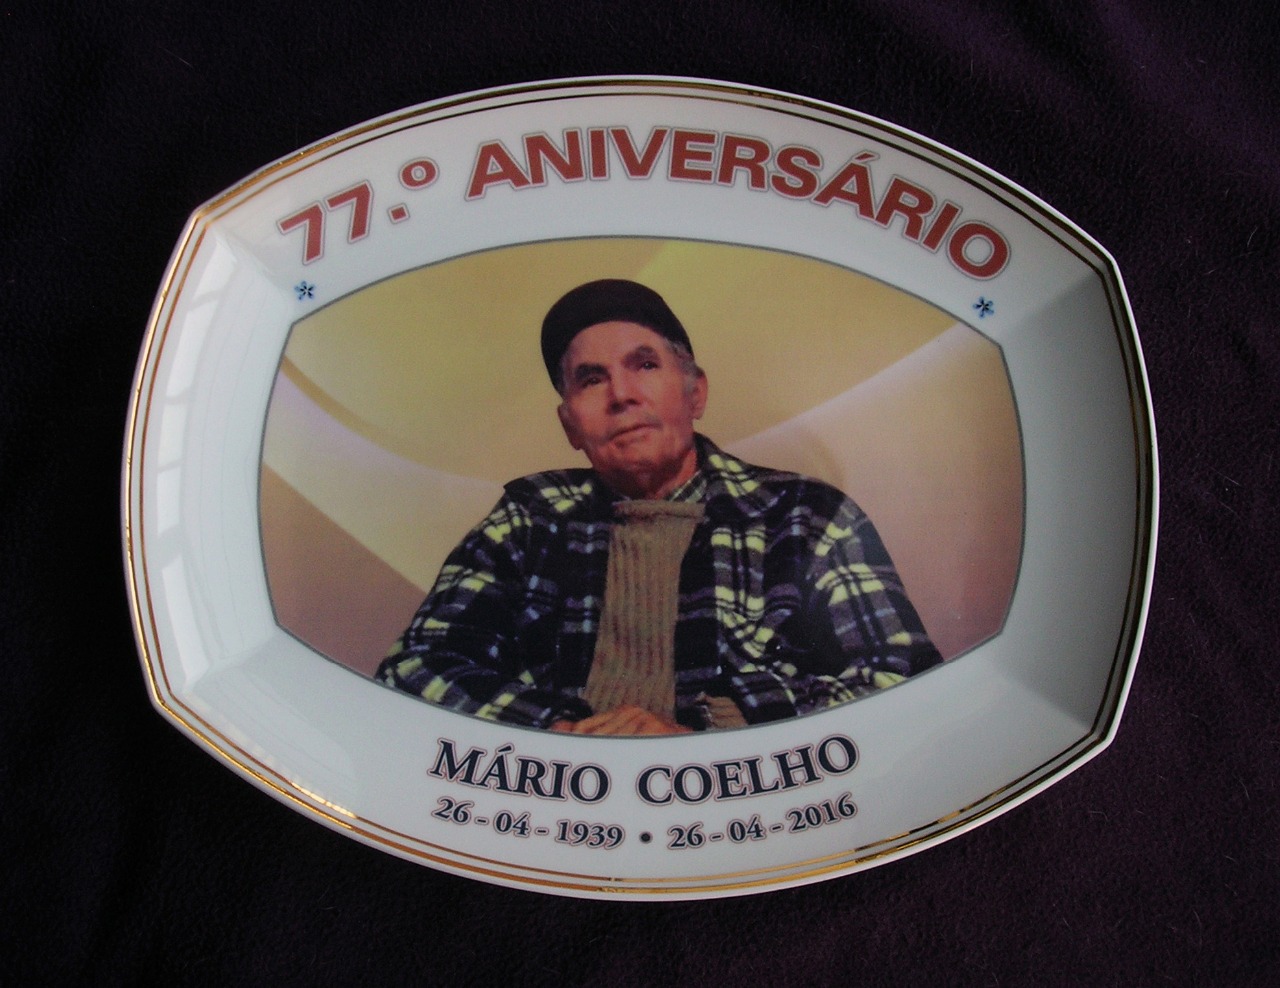 77.º ANIVERSÁRIO
MÁRIO COELHO
26-04-1939 • 26-04-2016